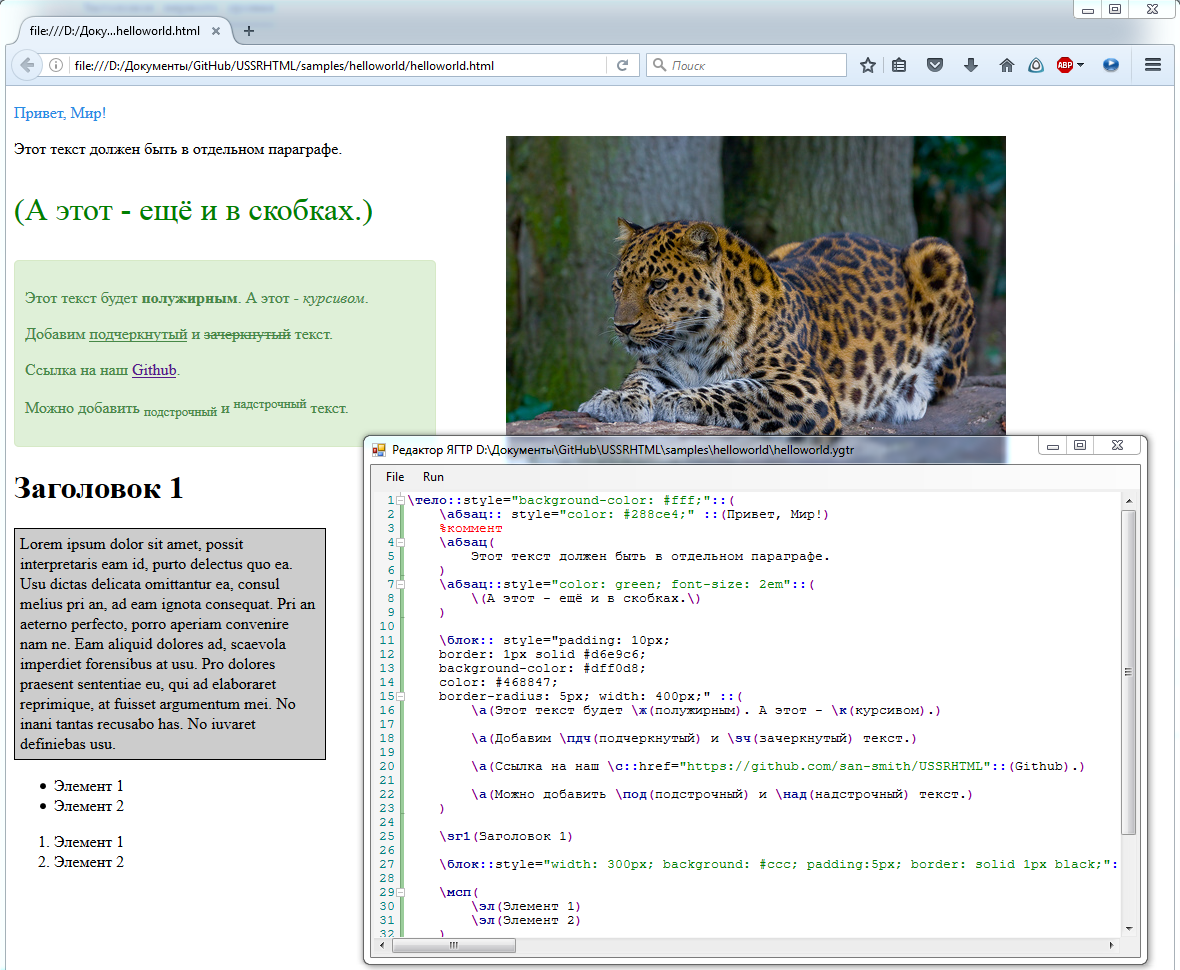 file:///D:/Доку...helloworld.html
file:///D:/Документы/GitHub/USSRHTML/samples/helloworld/helloworld.html
Поиск
ABP
Привет, Мир!
Этот текст должен быть в отдельном параграфе.
(А этот - ещё и в скобках.)
Этот текст будет полужирным. А этот - курсивом.
Добавим подчеркнутый и зачеркнутый текст.
Ссылка на наш Github.
Можно добавить подстрочный и надстрочный текст.
Заголовок 1
Lorem ipsum dolor sit amet, possit
interpretaris eam id, purto delectus quo ea.
Usu dictas delicata omittantur ea, consul
melius pri an, ad eam ignota consequat. Pri an
aeterno perfecto, porro aperiam convenire
nam ne. Eam aliquid dolores ad, scaevola
imperdiet forensibus at usu. Pro dolores
praesent sententiae eu, qui ad elaboraret
reprimique, at fuisset argumentum mei. No
inani tantas recusabo has. No iuvaret
definiebas usu.
• Элемент 1
• Элемент 2
1. Элемент 1
2. Элемент 2
Редактор ЯГТР D:\Документы\GitHub\USSRHTML\samples\helloworld\helloworld.ygtr
File Run
1 \тело::style="background-color: #fff;"::(
2 \абзац:: style="color: #288ce4;" ::(Привет, Мир!)
3 %коммент
4 \абзац(
5 Этот текст должен быть в отдельном параграфе.
6 )
7 \абзац::style="color: green; font-size: 2em"::(
8 \(А этот - ещё и в скобках.\)
9 )
10
11 \блок:: style="padding: 10px;
12 border: 1px solid #d6e9c6;
13 background-color: #dff0d8;
14 color: #468847;
15 border-radius: 5px; width: 400px;" ::(
16 \а(Этот текст будет \ж(полужирным). А этот - \к(курсивом).)
17
18 \а(Добавим \пдч(подчеркнутый) и \зч(зачеркнутый) текст.)
19
20 \а(Ссылка на наш \с::href="https://github.com/san-smith/USSRHTML"::(Github).)
21
22 \а(Можно добавить \под(подстрочный) и \над(надстрочный) текст.)
23 )
24
25 \зг1(Заголовок 1)
26
27 \блок::style="width: 300px; background: #ccc; padding:5px; border: solid 1px black;":
28
29 \мсп(
30 \эл(Элемент 1)
31 \эл(Элемент 2)
32 )